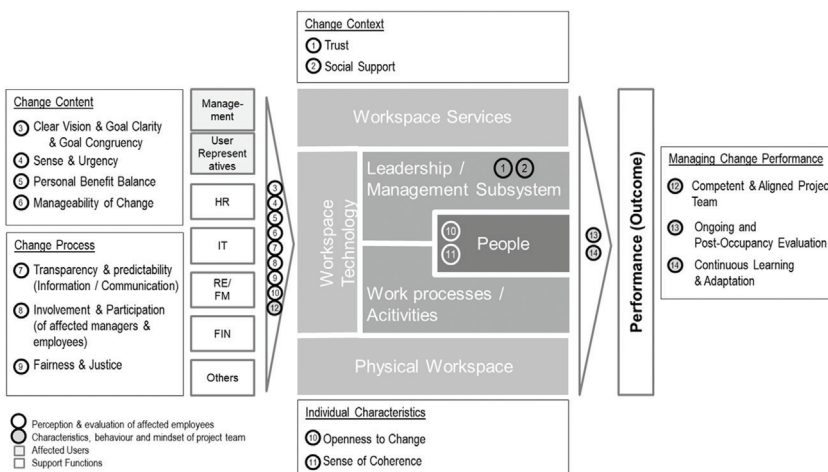 Change Context
1 Trust
2 Social Support
Change Content
3 Clear Vision & Goal Clarity
& Goal Congruency
4 Sense & Urgency
5 Personal Benefit Balance
6 Manageability of Change
Change Process
7 Transparency & predictability
(Information / Communication)
8 Involvement & Participation
(of affected managers &
employees)
9 Fairness & Justice
Manage-
ment
User
Represent
atives
HR
IT
RE/
FM
FIN
Others
3
4
5
6
7
8
9
10
12
Workspace Services
Workspace
Technology
Leadership /
Management Subsystem
1 2
10
11
People
Work processes /
Acitivities
Physical Workspace
13
14
Performance (Outcome)
Managing Change Performance
12 Competent & Aligned Project
Team
13 Ongoing and
Post-Occupancy Evaluation
14 Continuous Learning
& Adaptation
Individual Characteristics
10 Openness to Change
11 Sense of Coherence
Perception & evaluation of affected employees
Characteristics, behaviour and mindset of project team
Affected Users
Support Functions